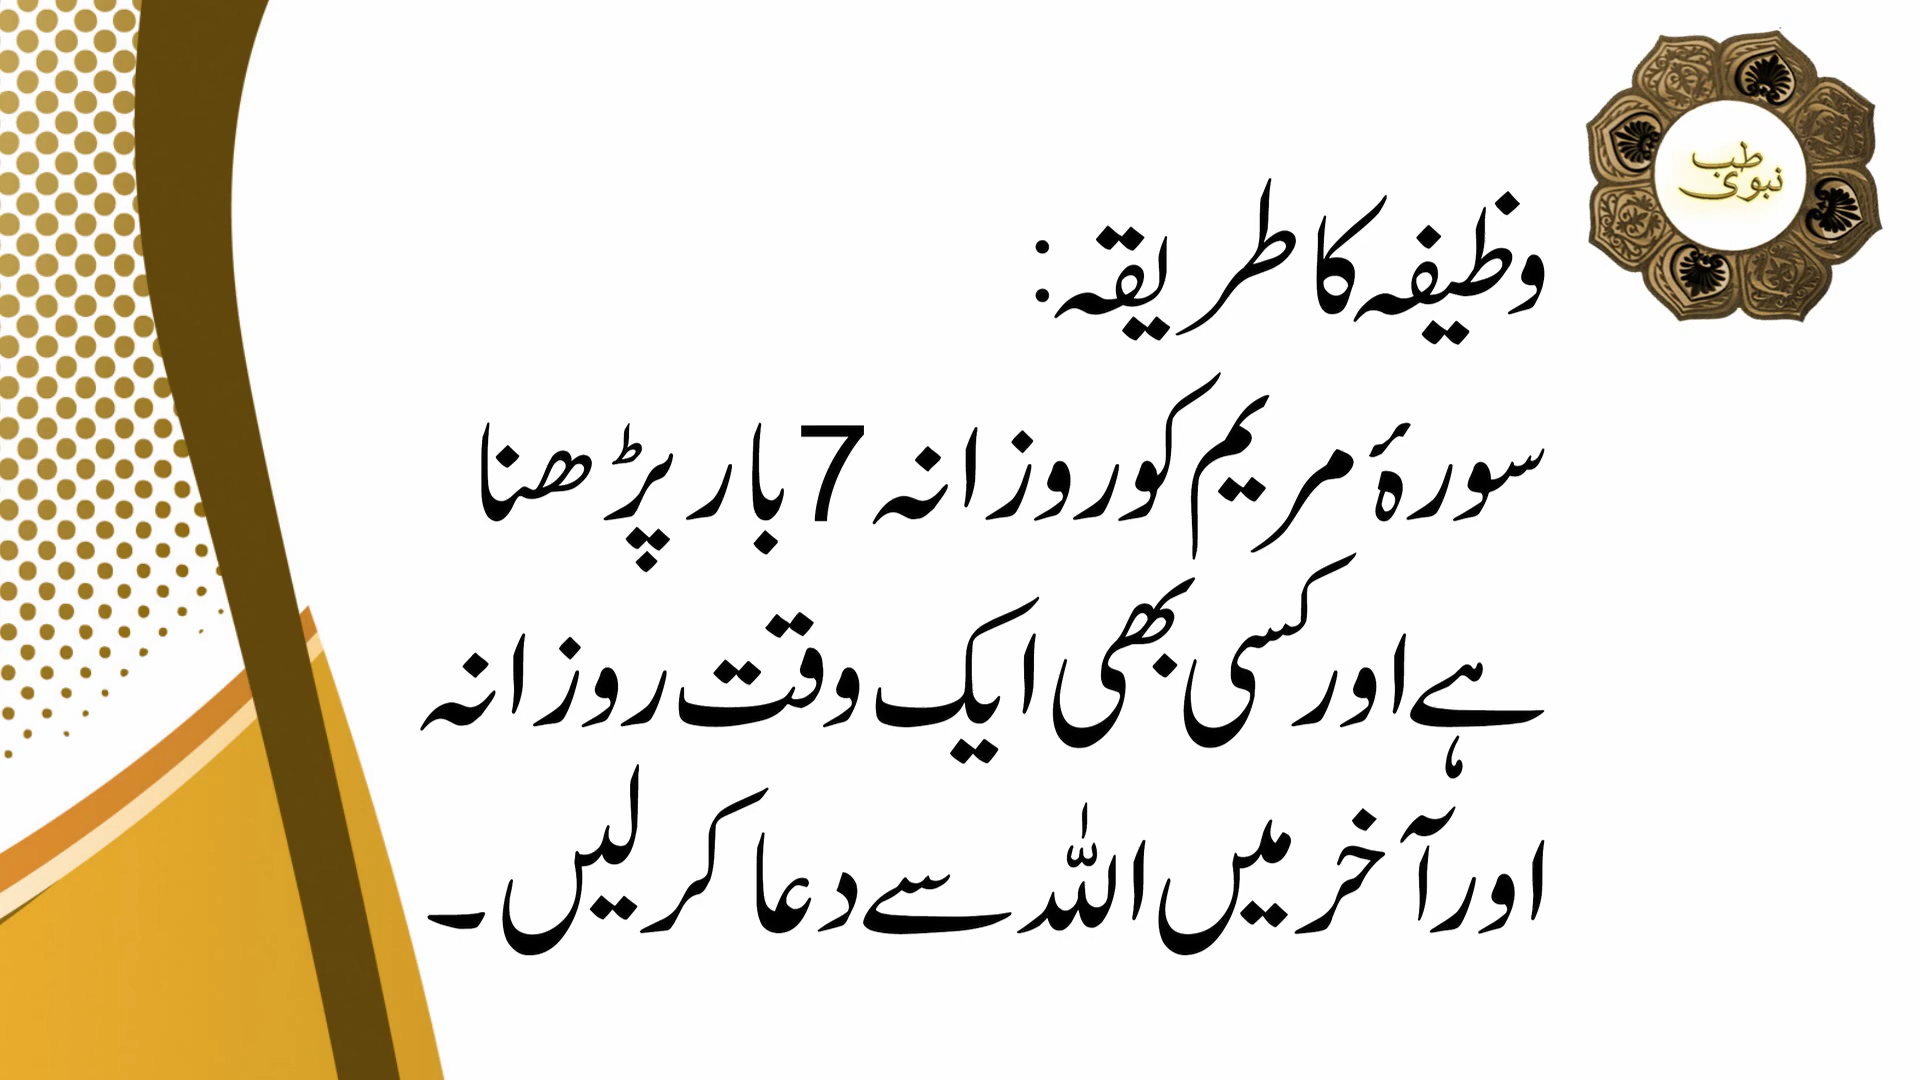 طب
نبوی
وظیفہ کا طریقہ:
سورۂ مریم کو روزانہ 7 بار پڑھنا
ہے اور کسی بھی ایک وقت روزانہ
اور آخر میں اللہ سے دعا کر لیں۔